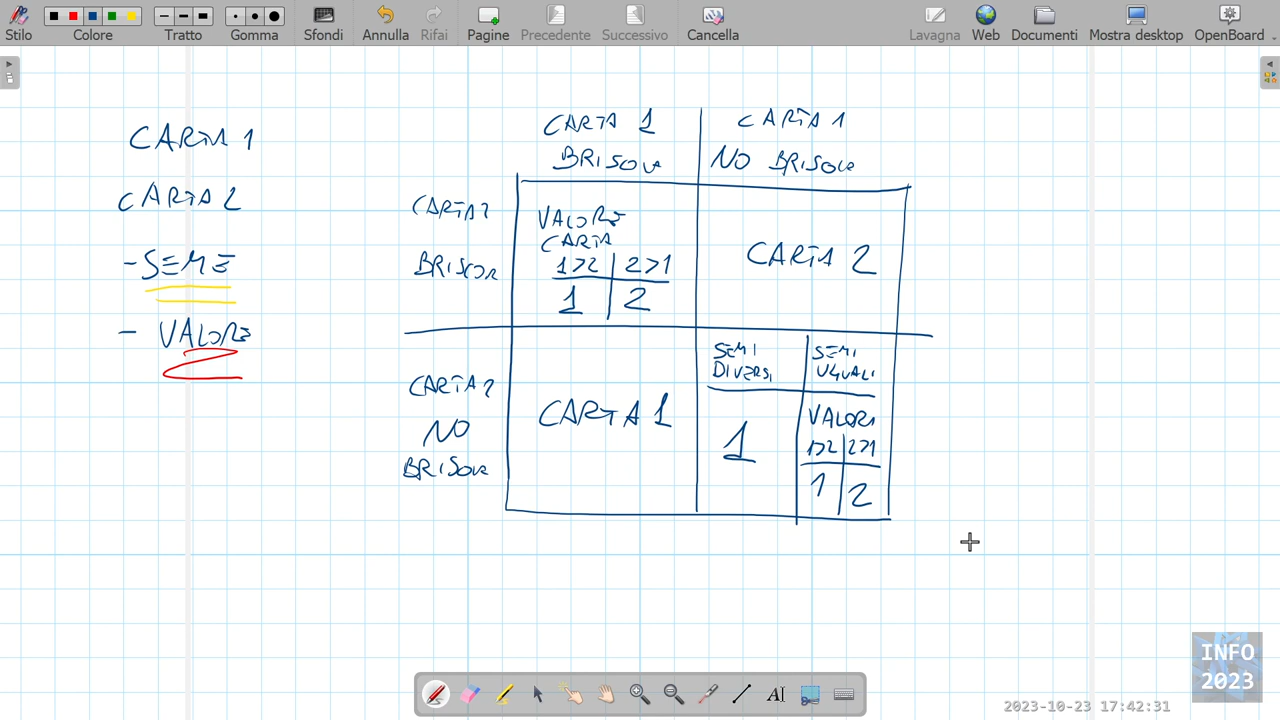 Stilo
Colore
Tratto
Gomma
Sfondi
Annulla
Rifai
Pagine
Precedente
Successivo
Cancella
Lavagna
Web
Documenti
Mostra desktop
OpenBoard
CARTA 1
CARTA 2
- SEME
- VALORE
CARTA 1
BRISCOLA
CARTA 1
NO BRISCOLA
CARTA 2
BRISCOLA
VALORE
CARTA
1>2 2>1
1 2
CARTA 2
CARTA 2
NO
BRISCOLA
CARTA 1
SEMI
DIVERSI
1
SEMI
UGUALI
VALORI
1>2 2>1
1 2
INFO
2023
2023-10-23 17:42:31
AI